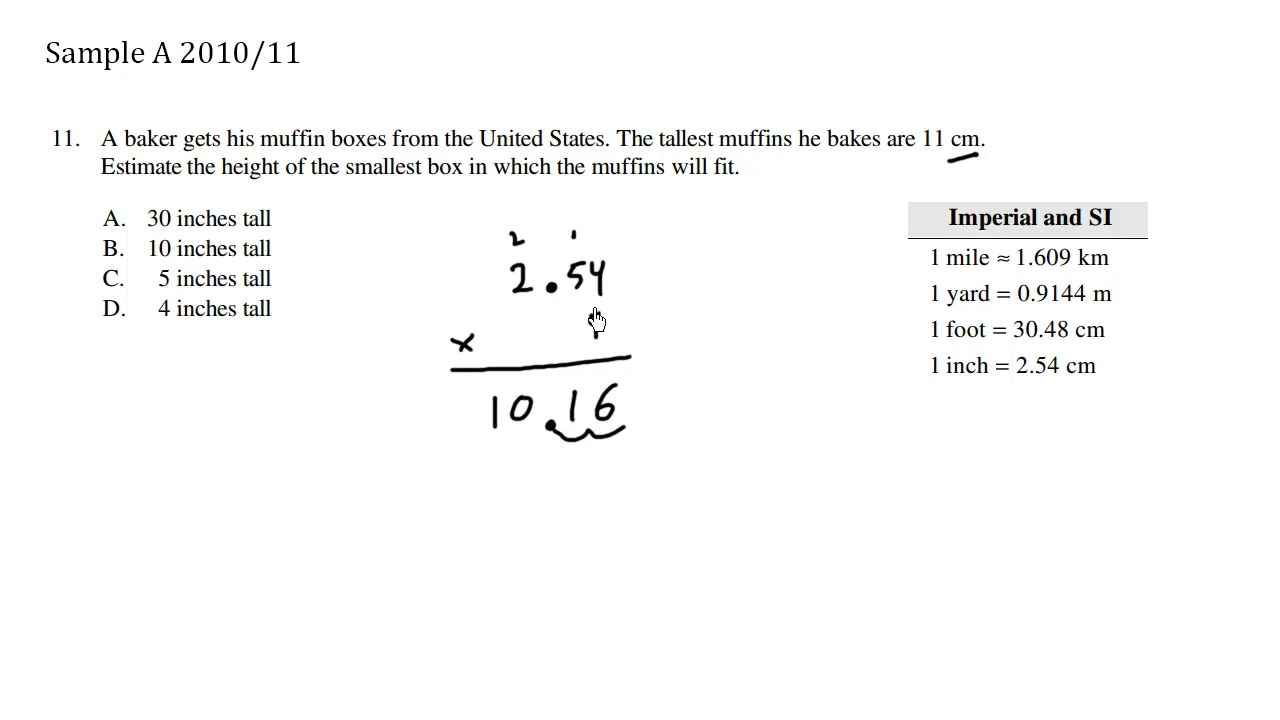 Sample A 2010/11
11. A baker gets his muffin boxes from the United States. The tallest muffins he bakes are 11 cm.
Estimate the height of the smallest box in which the muffins will fit.
A. 30 inches tall
B. 10 inches tall
C. 5 inches tall
D. 4 inches tall
2 1
2.54
×
10.16
Imperial and SI
1 mile ≈ 1.609 km
1 yard = 0.9144 m
1 foot = 30.48 cm
1 inch = 2.54 cm